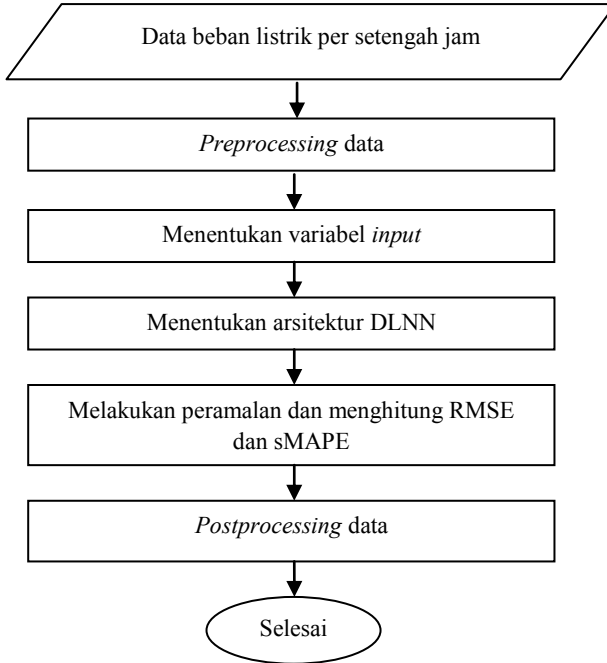 Data beban listrik per setengah jam
Preprocessing data
Menentukan variabel input
Menentukan arsitektur DLNN
Melakukan peramalan dan menghitung RMSE
dan sMAPE
Postprocessing data
Selesai